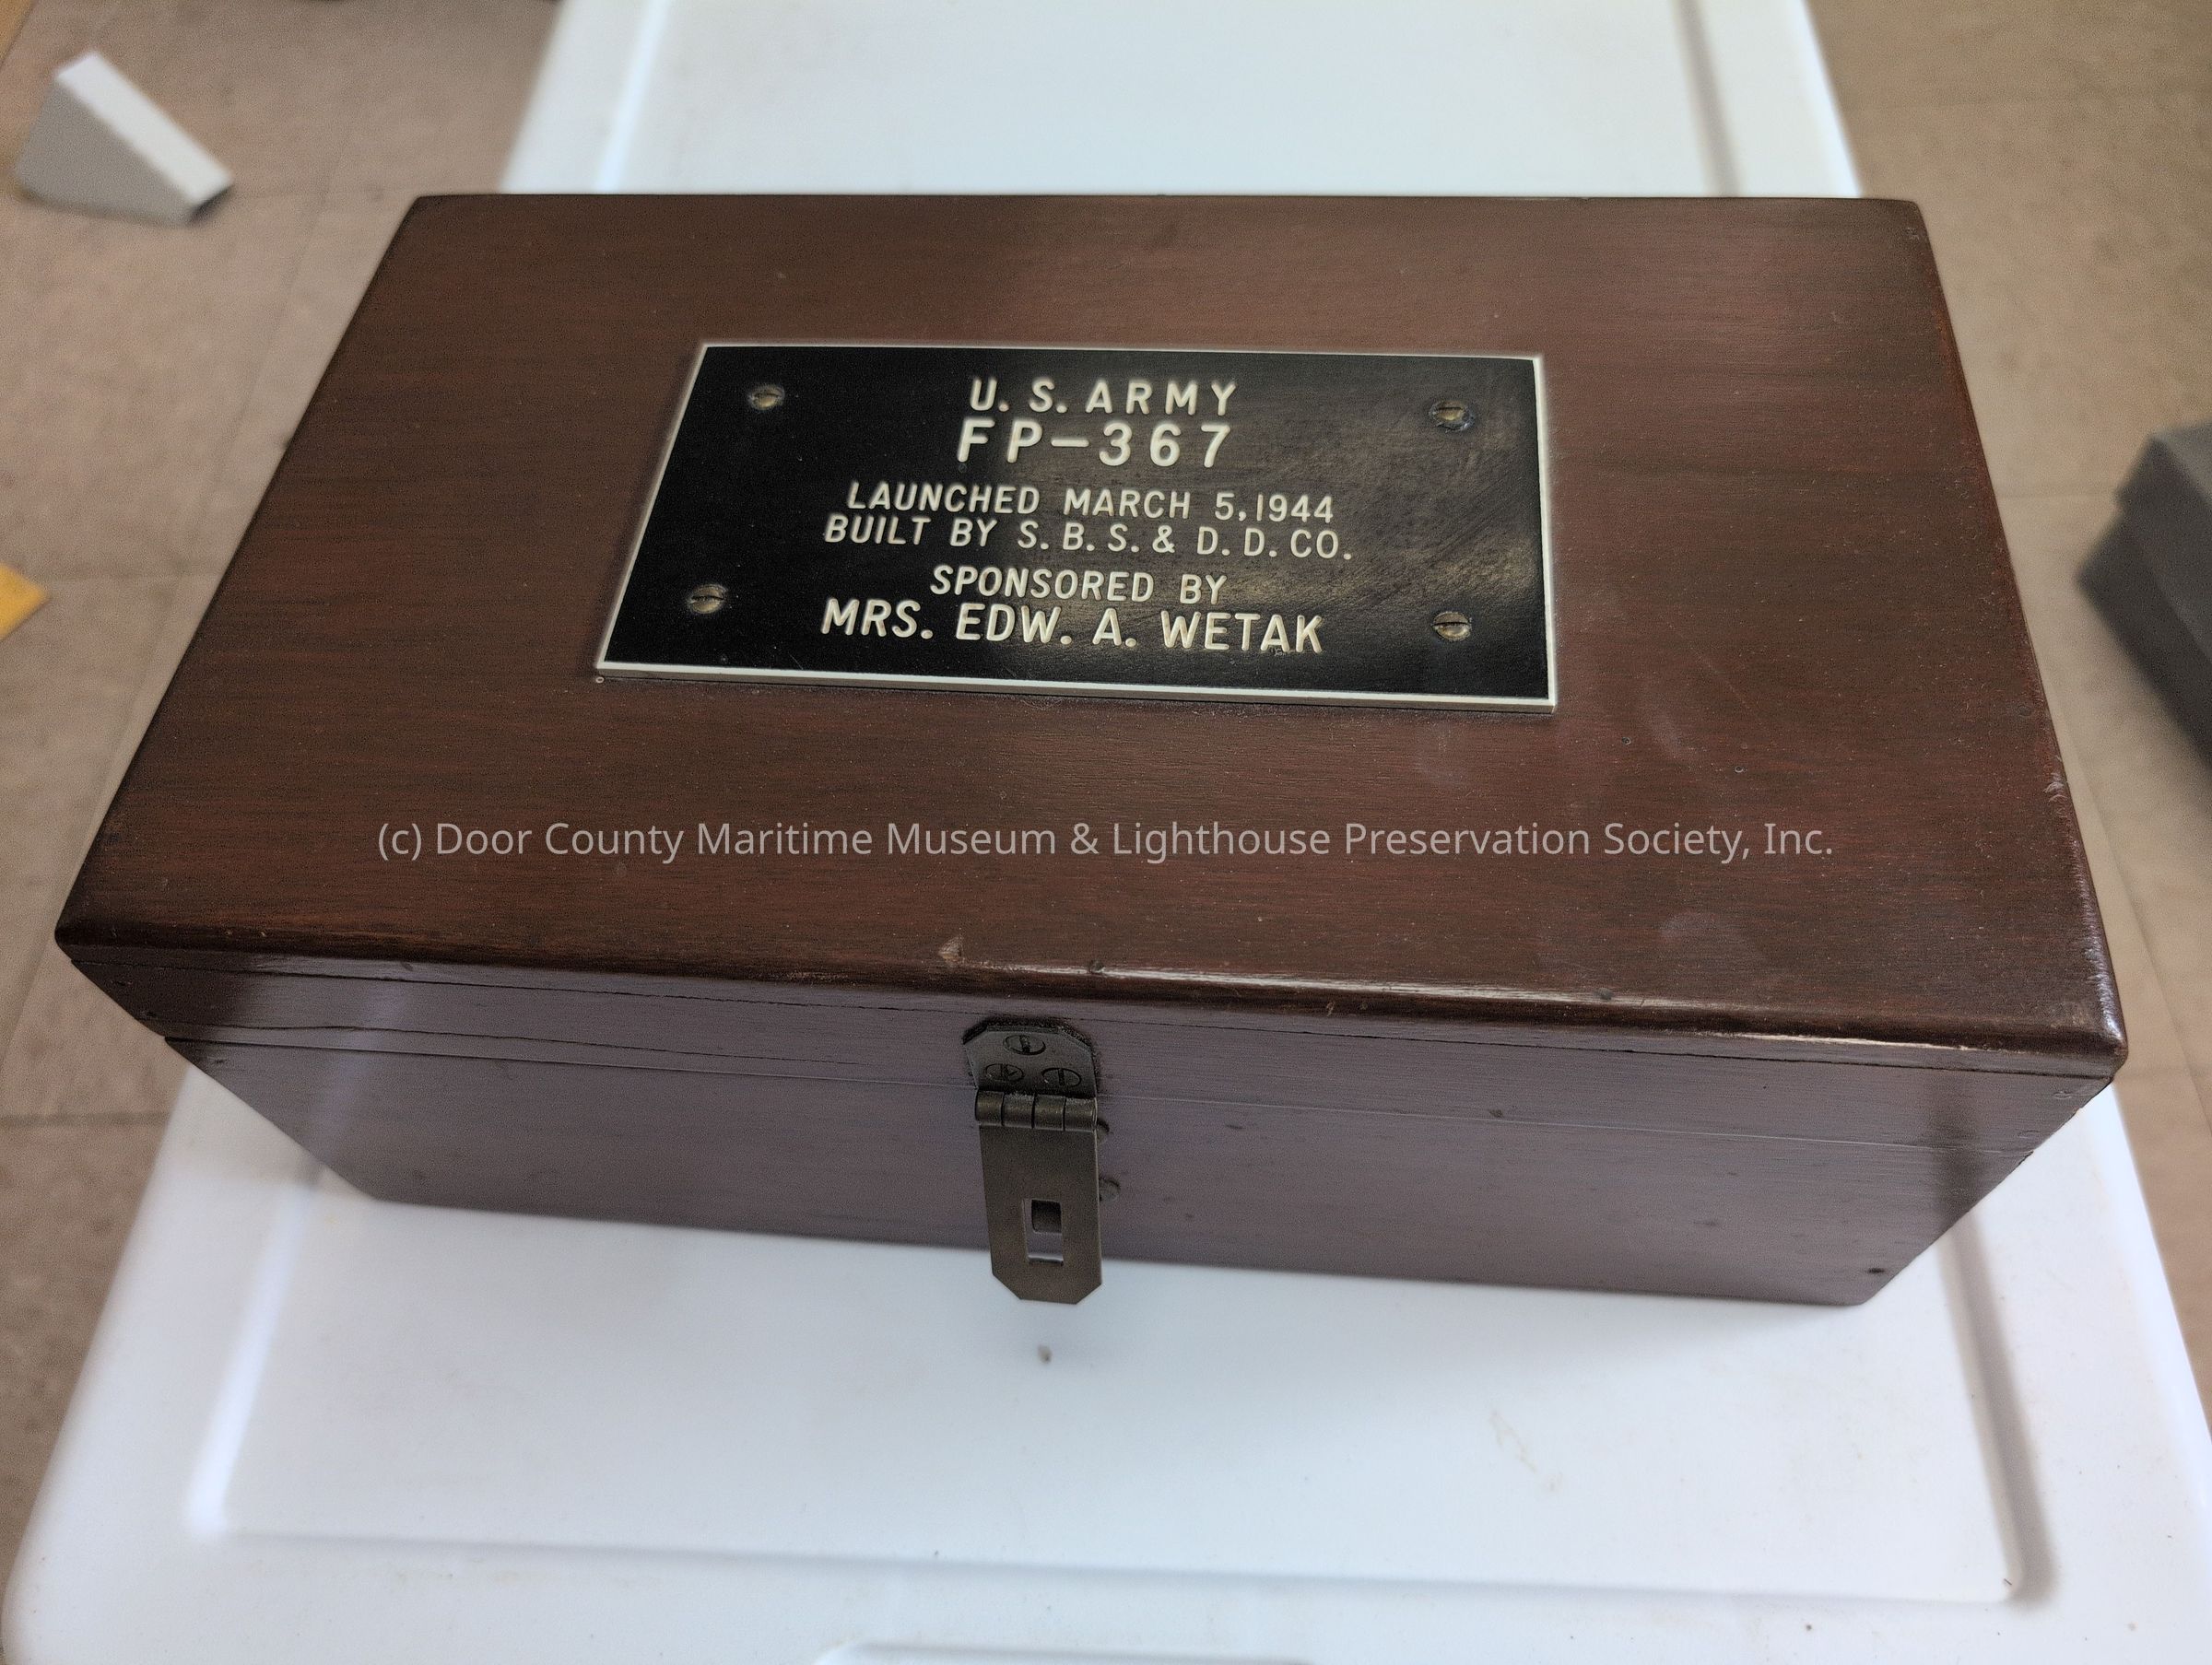 U. S. ARMY
FP-367
LAUNCHED MARCH 5, 1944
BUILT BY S. B. S. & D. D. CO.
SPONSORED BY
MRS. EDW. A. WETAK
(c) Door County Maritime Museum & Lighthouse Preservation Society, Inc.